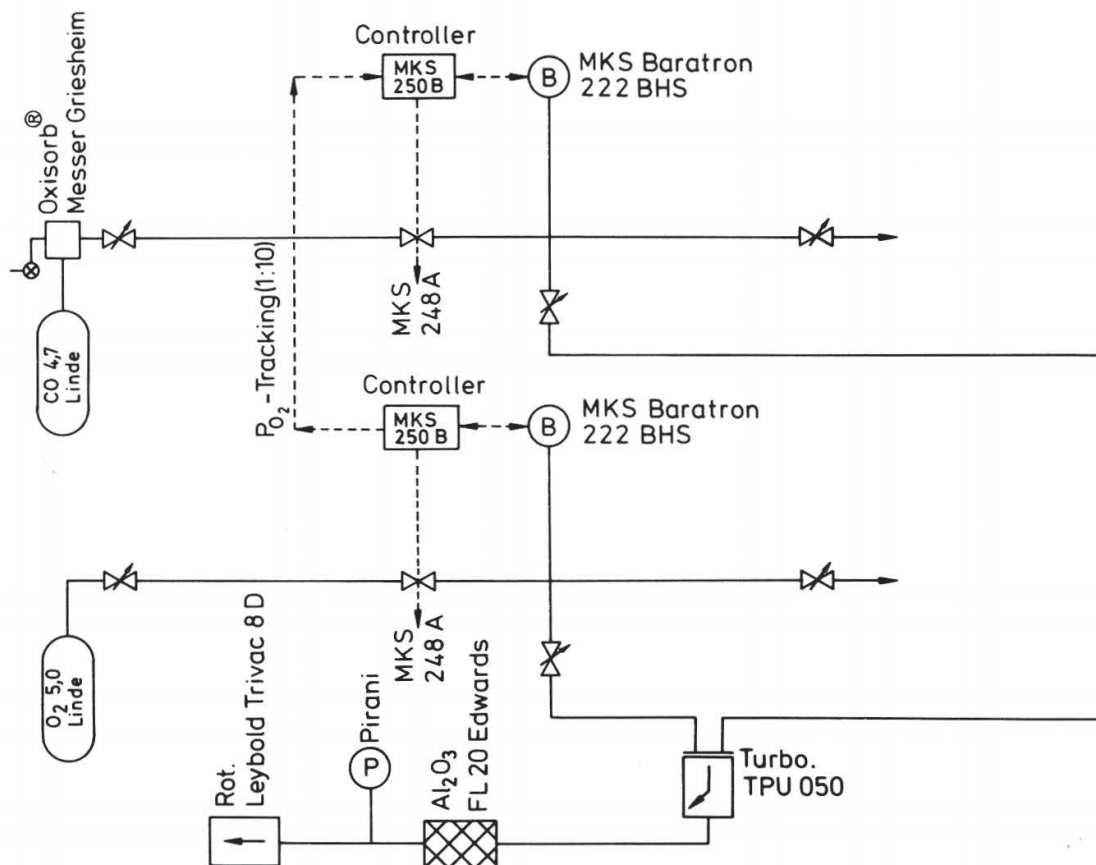 Controller
MKS
250 B
B
MKS Baratron
222 BHS
Oxisorb®
Messer Griesheim
CO 4,7
Linde
PO₂-Tracking(1:10)
MKS
248 A
Controller
MKS
250 B
B
MKS Baratron
222 BHS
O₂ 5,0
Linde
MKS
248 A
Rot.
Leybold Trivac 8 D
P
Pirani
Al₂O₃
FL 20 Edwards
Turbo.
TPU 050